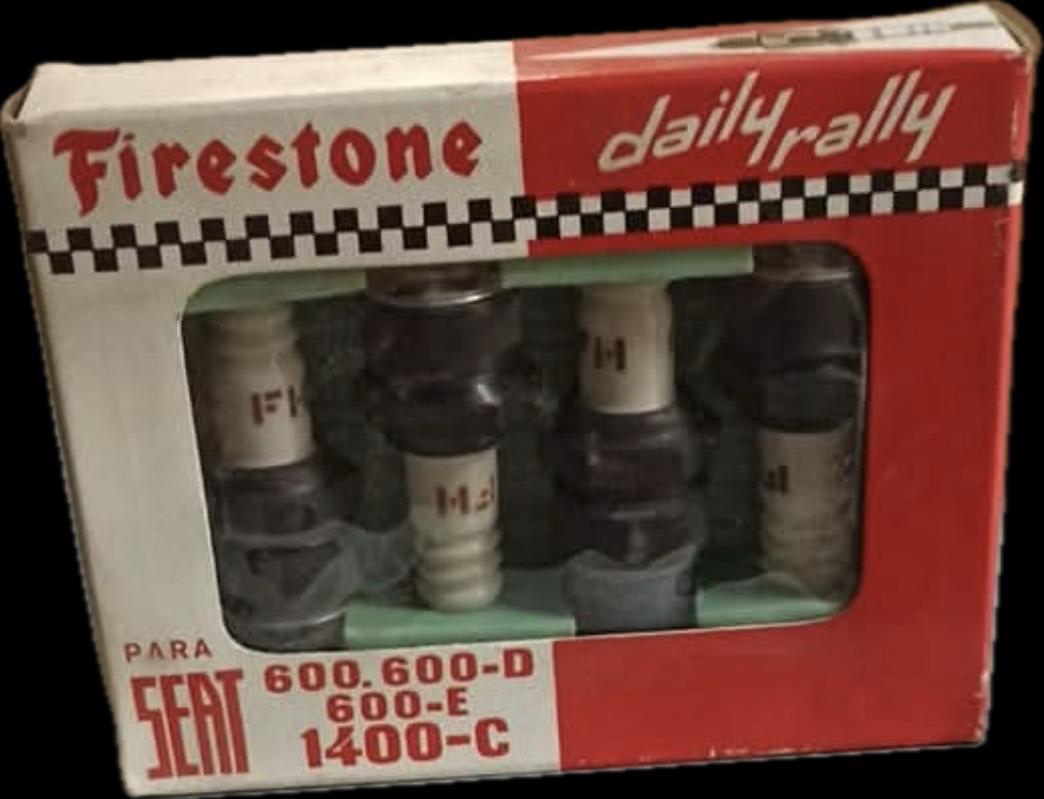 Firestone
daily rally
PARA
SEAT
600.600-D
600-E
1400-C